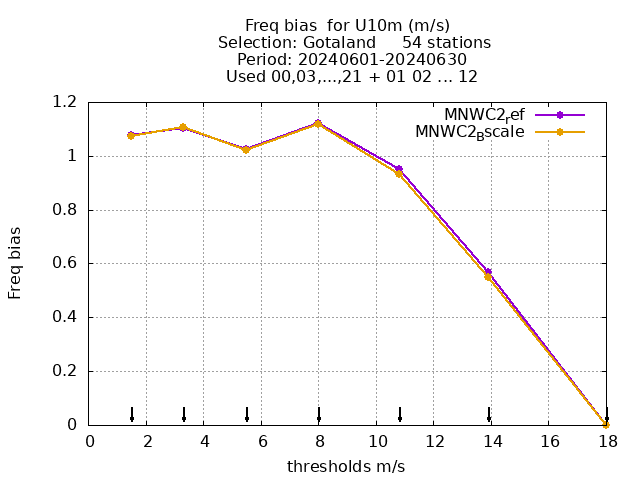 Freq bias  for U10m (m/s)
Selection: Gotaland     54 stations
Period: 20240601-20240630
Used 00,03,...,21 + 01 02 ... 12
MNWC2ref
MNWC2Bscale
Freq bias
1.2
1
0.8
0.6
0.4
0.2
0
0 2 4 6 8 10 12 14 16 18
thresholds m/s